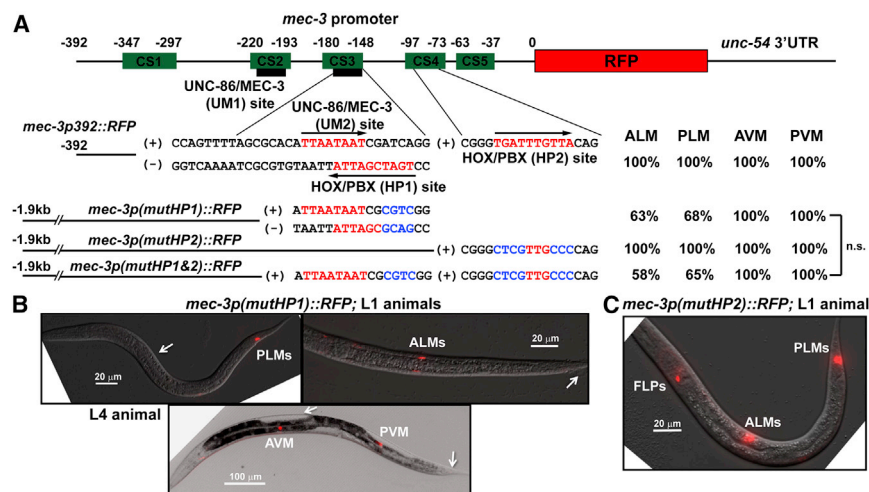 A
mec-3 promoter
-392 -347 -297 -220 -193 -180 -148 -97 -73 -63 -37 0 unc-54 3'UTR
CS1 CS2 CS3 CS4 CS5 RFP
UNC-86/MEC-3 (UM1) site
UNC-86/MEC-3 (UM2) site
mec-3p392::RFP
-392
(+) CCAGTTTTAGCGCACATTAATAATCGATCAGG (+) CGGGTGATTTGTTACAG
(−) GGTCAAAATCGCGTGTAATTATTAGCTAGTCC
HOX/PBX (HP1) site
HOX/PBX (HP2) site
ALM PLM AVM PVM
100% 100% 100% 100%
-1.9kb mec-3p(mutHP1)::RFP (+) ATTAATAATCGCGTCGG 63% 68% 100% 100%
(−) TAATTATTAGCGCAGCC
-1.9kb mec-3p(mutHP2)::RFP (+) CGGGCTCGTTGCCCCAG 100% 100% 100% 100%
-1.9kb mec-3p(mutHP1&2)::RFP (+) ATTAATAATCGCGTCGG 58% 65% 100% 100%
n.s.
B
mec-3p(mutHP1)::RFP; L1 animals
PLMs
20 μm
ALMs
20 μm
L4 animal
AVM
PVM
100 μm
C
mec-3p(mutHP2)::RFP; L1 animal
20 μm
PLMs
FLPs
ALMs